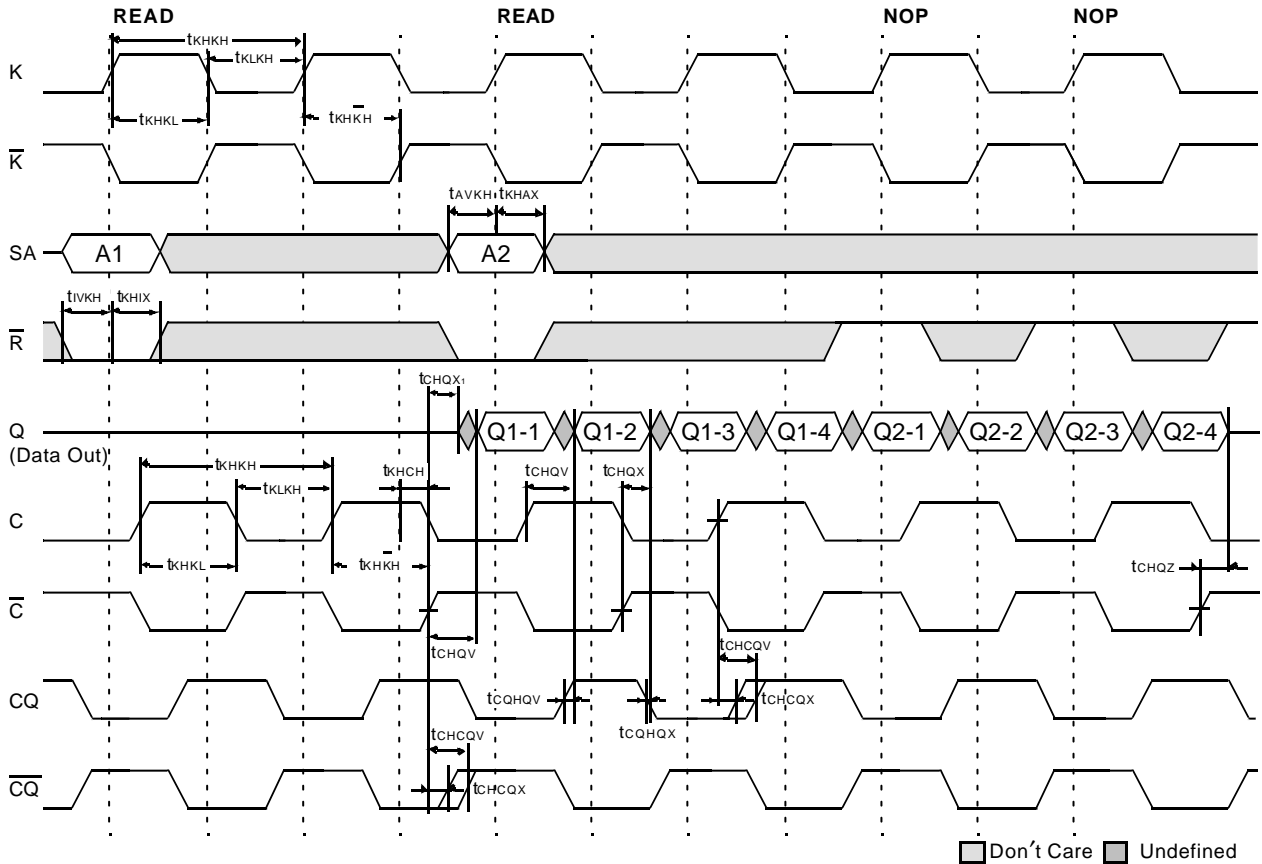 READ READ NOP NOP
tKHKH
tKLKH
K
tKHKL tKHK̅H
K̅
tAVKH tKHAX
SA A1 A2
tIVKH tKHIX
R̅
tCHQX1
Q Q1-1 Q1-2 Q1-3 Q1-4 Q2-1 Q2-2 Q2-3 Q2-4
(Data Out)
tKHKH tKHCH tCHQV tCHQX
tKLKH
C
tKHKL tKHK̅H tCHQZ
C̅
tCHQV tCHCQV
CQ tCQHQV tCHCQX
tCQHQX
tCHCQV
C̅Q̅ tCHCQX
Don't Care Undefined